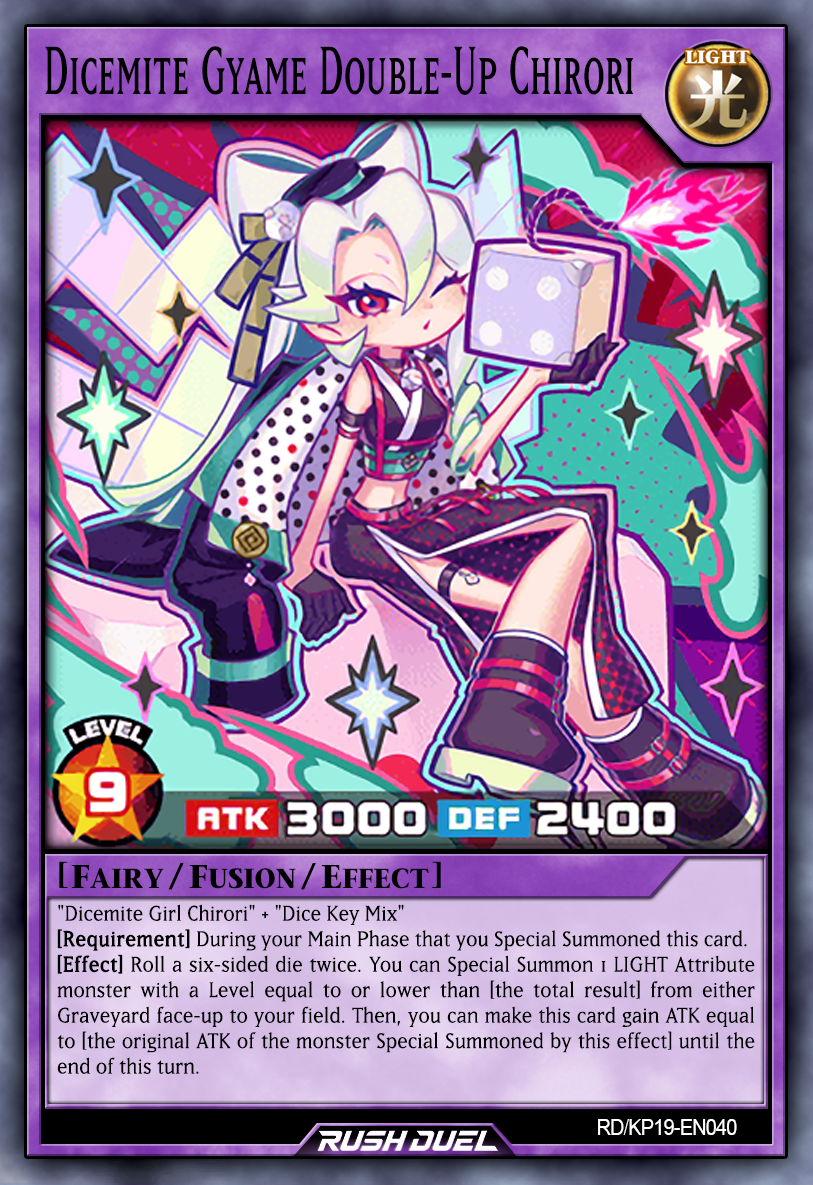 Dicemite Gyame Double-Up Chirori
LIGHT
光
LEVEL
9
ATK 3000 DEF 2400
[Fairy / Fusion / Effect]
"Dicemite Girl Chirori" + "Dice Key Mix"
[Requirement] During your Main Phase that you Special Summoned this card.
[Effect] Roll a six-sided die twice. You can Special Summon 1 LIGHT Attribute
monster with a Level equal to or lower than [the total result] from either
Graveyard face-up to your field. Then, you can make this card gain ATK equal
to [the original ATK of the monster Special Summoned by this effect] until the
end of this turn.
RD/KP19-EN040
RUSH DUEL